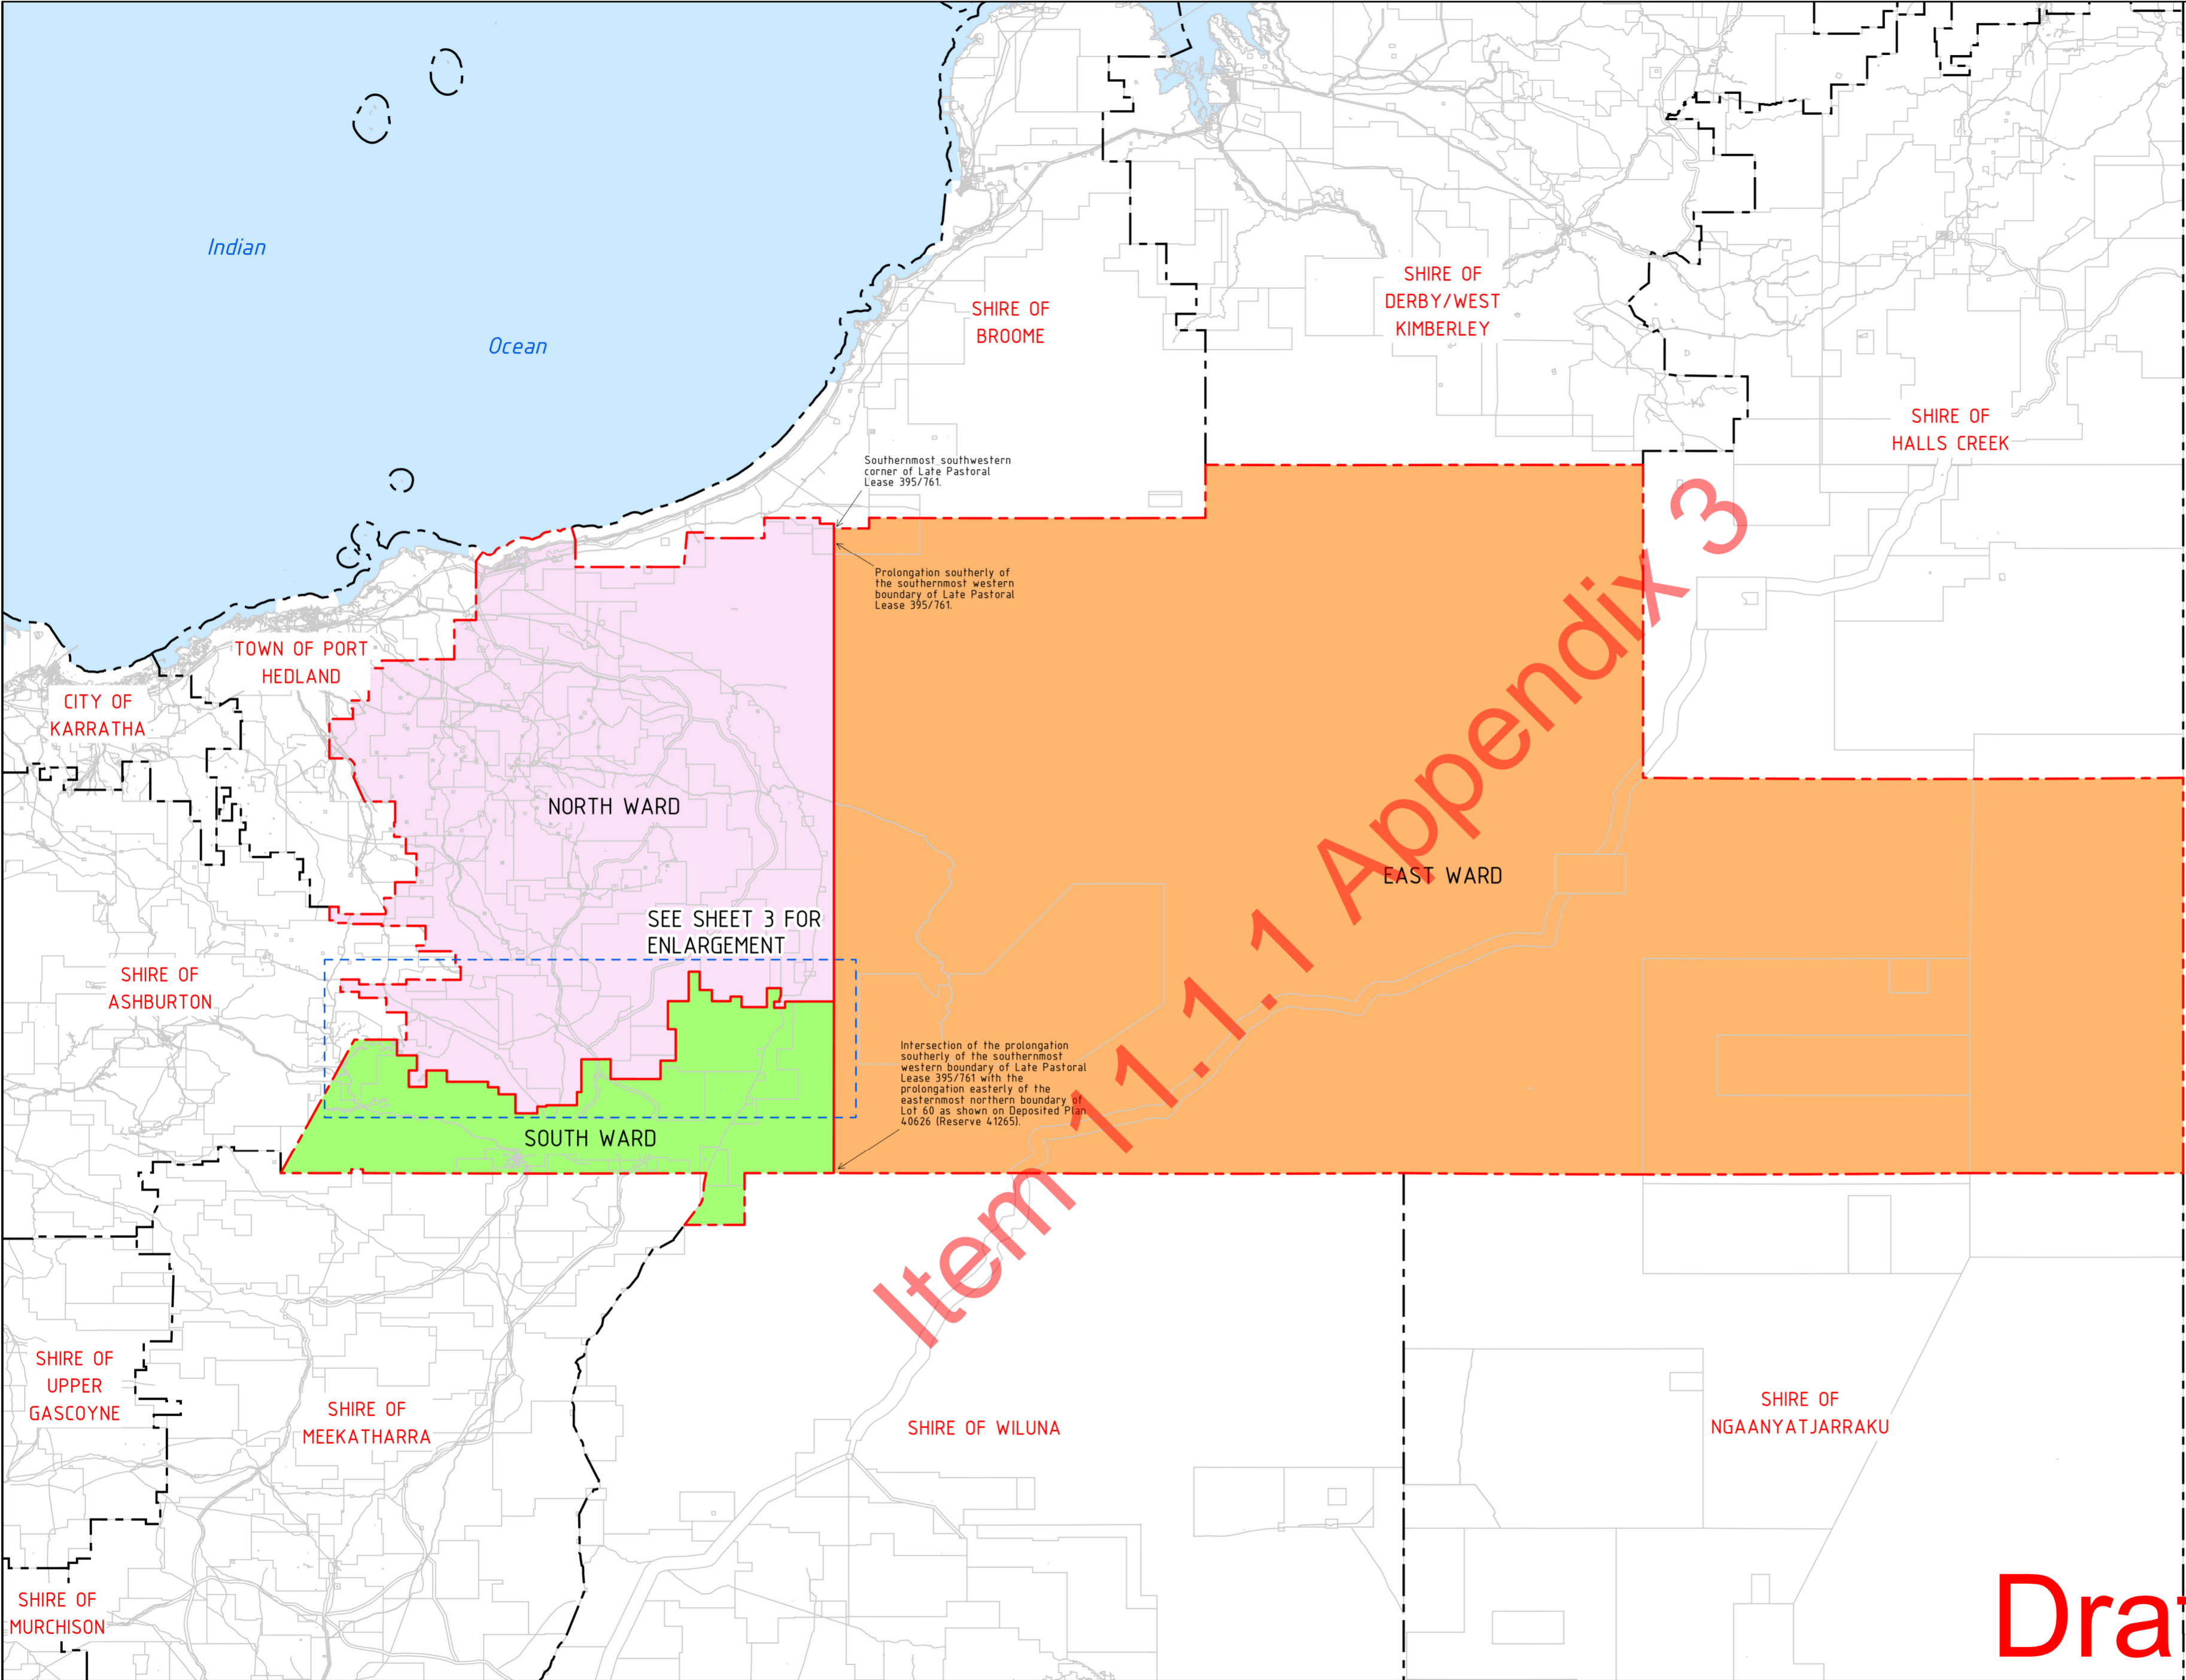 Indian
Ocean
SHIRE OF
BROOME
SHIRE OF
DERBY/WEST
KIMBERLEY
SHIRE OF
HALLS CREEK
Southernmost southwestern
corner of Late Pastoral
Lease 395/761.
Prolongation southerly of
the southernmost western
boundary of Late Pastoral
Lease 395/761.
TOWN OF PORT
HEDLAND
CITY OF
KARRATHA
NORTH WARD
EAST WARD
SEE SHEET 3 FOR
ENLARGEMENT
SHIRE OF
ASHBURTON
Intersection of the prolongation
southerly of the southernmost
western boundary of Late Pastoral
Lease 395/761 with the
prolongation easterly of the
easternmost northern boundary of
Lot 60 as shown on Deposited Plan
40626 (Reserve 41265).
SOUTH WARD
Item 11.1.1 Appendix 3
SHIRE OF
UPPER
GASCOYNE
SHIRE OF
MEEKATHARRA
SHIRE OF WILUNA
SHIRE OF
NGAANYATJARRAKU
SHIRE OF
MURCHISON
Dra